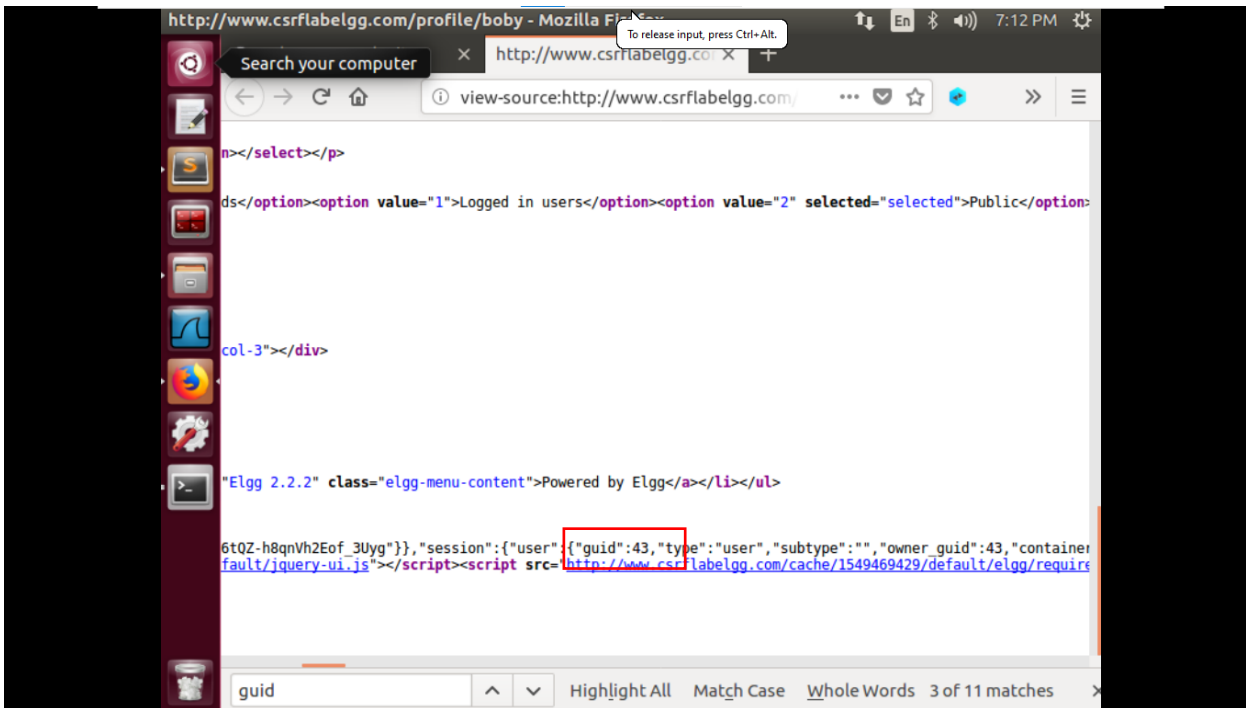 http://www.csrflabelgg.com/profile/boby - Mozilla Firefox
To release input, press Ctrl+Alt.
En
7:12 PM
Search your computer
http://www.csrflabelgg.co
view-source:http://www.csrflabelgg.com/
n></select></p>
ds</option><option value="1">Logged in users</option><option value="2" selected="selected">Public</option>
col-3"></div>
"Elgg 2.2.2" class="elgg-menu-content">Powered by Elgg</a></li></ul>
6tQZ-h8qnVh2Eof_3Uyg"}},"session":{"user":{"guid":43,"type":"user","subtype":"","owner_guid":43,"container
fault/jquery-ui.js"></script><script src="http://www.csrflabelgg.com/cache/1549469429/default/elgg/require
guid
Highlight All
Match Case
Whole Words
3 of 11 matches